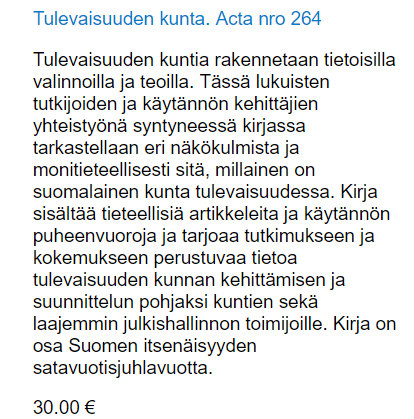 Tulevaisuuden kunta. Acta nro 264
Tulevaisuuden kuntia rakennetaan tietoisilla
valinnoilla ja teoilla. Tässä lukuisten
tutkijoiden ja käytännön kehittäjien
yhteistyönä syntyneessä kirjassa
tarkastellaan eri näkökulmista ja
monitieteellisesti sitä, millainen on
suomalainen kunta tulevaisuudessa. Kirja
sisältää tieteellisiä artikkeleita ja käytännön
puheenvuoroja ja tarjoaa tutkimukseen ja
kokemukseen perustuvaa tietoa
tulevaisuuden kunnan kehittämisen ja
suunnittelun pohjaksi kuntien sekä
laajemmin julkishallinnon toimijoille. Kirja on
osa Suomen itsenäisyyden
satavuotisjuhlavuotta.
30.00 €